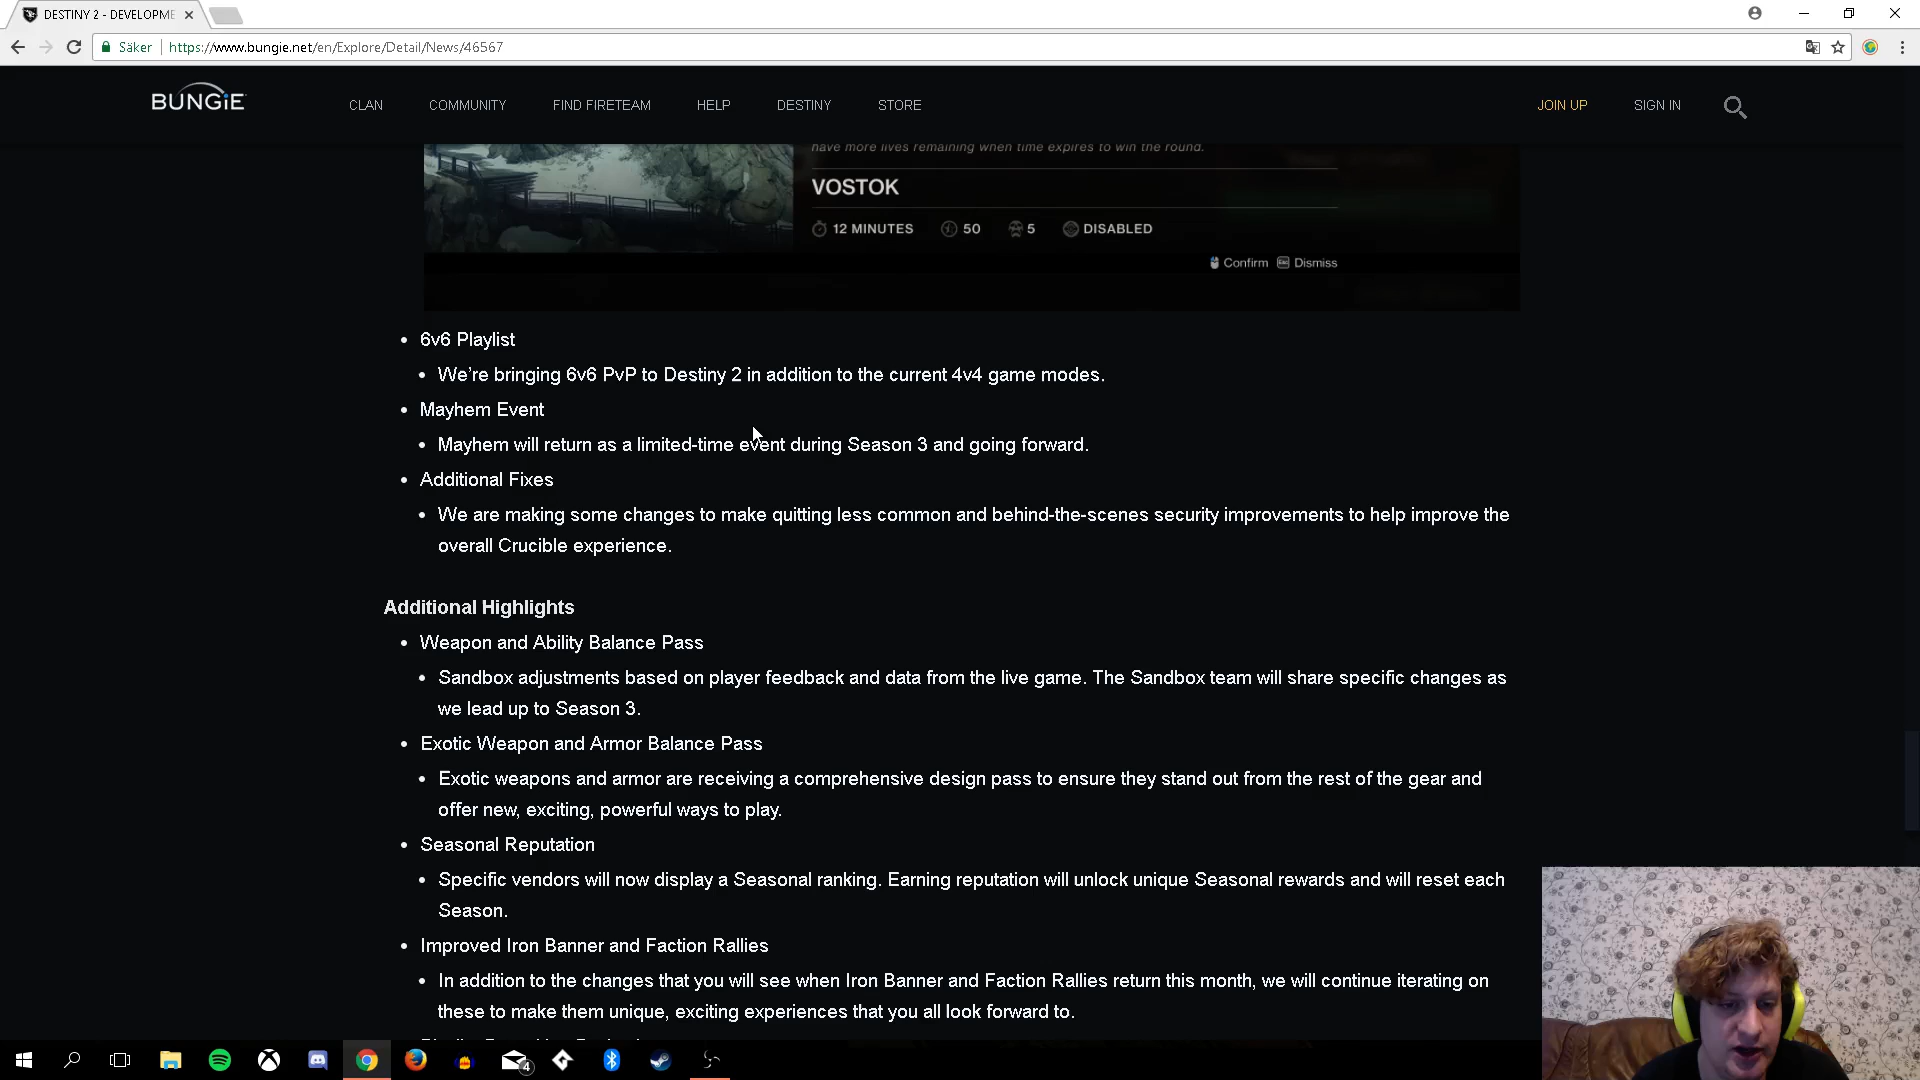 DESTINY 2 - DEVELOPME
Säker https://www.bungie.net/en/Explore/Detail/News/46567
BUNGiE CLAN COMMUNITY FIND FIRETEAM HELP DESTINY STORE JOIN UP SIGN IN
have more lives remaining when time expires to win the round.
VOSTOK
12 MINUTES 50 5 DISABLED
Confirm Esc Dismiss
• 6v6 Playlist
• We’re bringing 6v6 PvP to Destiny 2 in addition to the current 4v4 game modes.
• Mayhem Event
• Mayhem will return as a limited-time event during Season 3 and going forward.
• Additional Fixes
• We are making some changes to make quitting less common and behind-the-scenes security improvements to help improve the
overall Crucible experience.
Additional Highlights
• Weapon and Ability Balance Pass
• Sandbox adjustments based on player feedback and data from the live game. The Sandbox team will share specific changes as
we lead up to Season 3.
• Exotic Weapon and Armor Balance Pass
• Exotic weapons and armor are receiving a comprehensive design pass to ensure they stand out from the rest of the gear and
offer new, exciting, powerful ways to play.
• Seasonal Reputation
• Specific vendors will now display a Seasonal ranking. Earning reputation will unlock unique Seasonal rewards and will reset each
Season.
• Improved Iron Banner and Faction Rallies
• In addition to the changes that you will see when Iron Banner and Faction Rallies return this month, we will continue iterating on
these to make them unique, exciting experiences that you all look forward to.
4